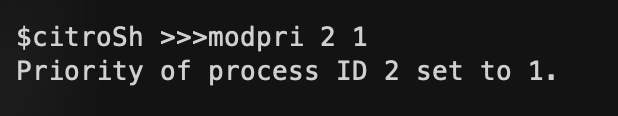 $citroSh >>>modpri 2 1
Priority of process ID 2 set to 1.